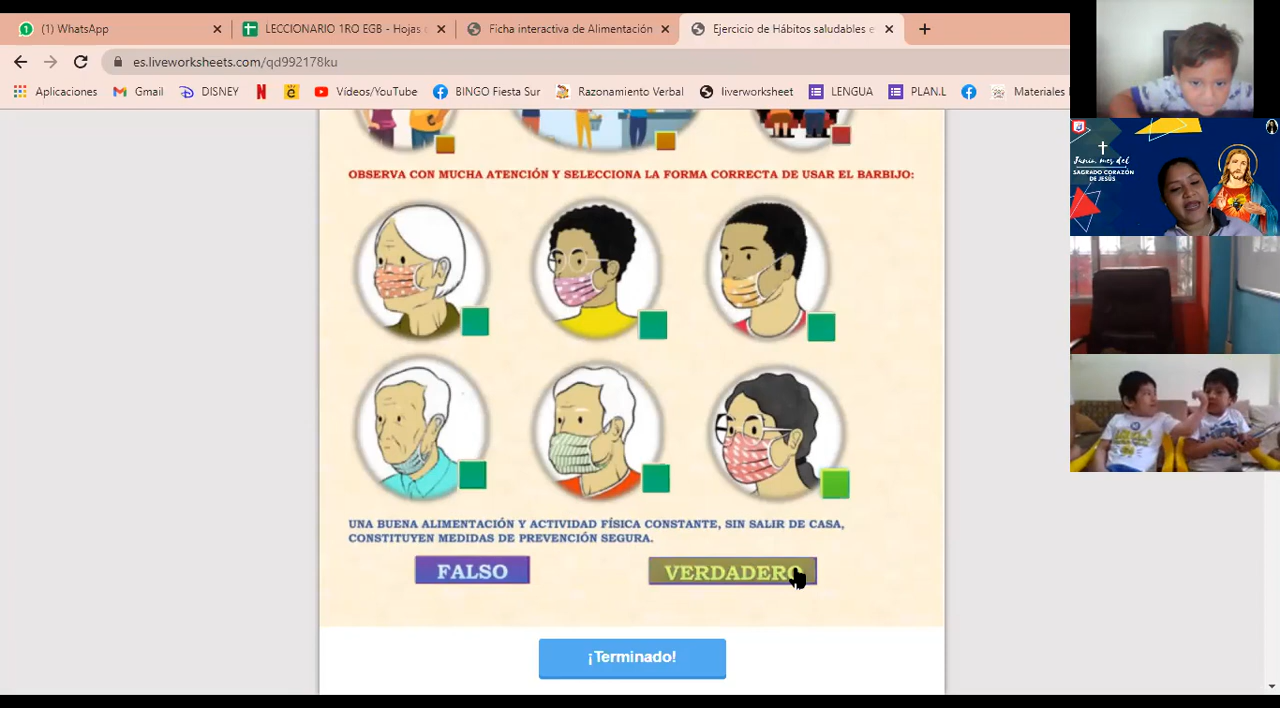 1 WhatsApp
LECCIONARIO 1RO EGB - Hojas
Ficha interactiva de Alimentación
Ejercicio de Hábitos saludables e
es.liveworksheets.com/qd992178ku
Aplicaciones
Gmail
DISNEY
Vídeos/YouTube
BINGO Fiesta Sur
Razonamiento Verbal
liverworksheet
LENGUA
PLAN.L
Materiales
OBSERVA CON MUCHA ATENCIÓN Y SELECCIONA LA FORMA CORRECTA DE USAR EL BARBIJO:
UNA BUENA ALIMENTACIÓN Y ACTIVIDAD FÍSICA CONSTANTE, SIN SALIR DE CASA,
CONSTITUYEN MEDIDAS DE PREVENCIÓN SEGURA.
FALSO
VERDADERO
¡Terminado!
Junio, mes del
SAGRADO CORAZÓN
DE JESÚS